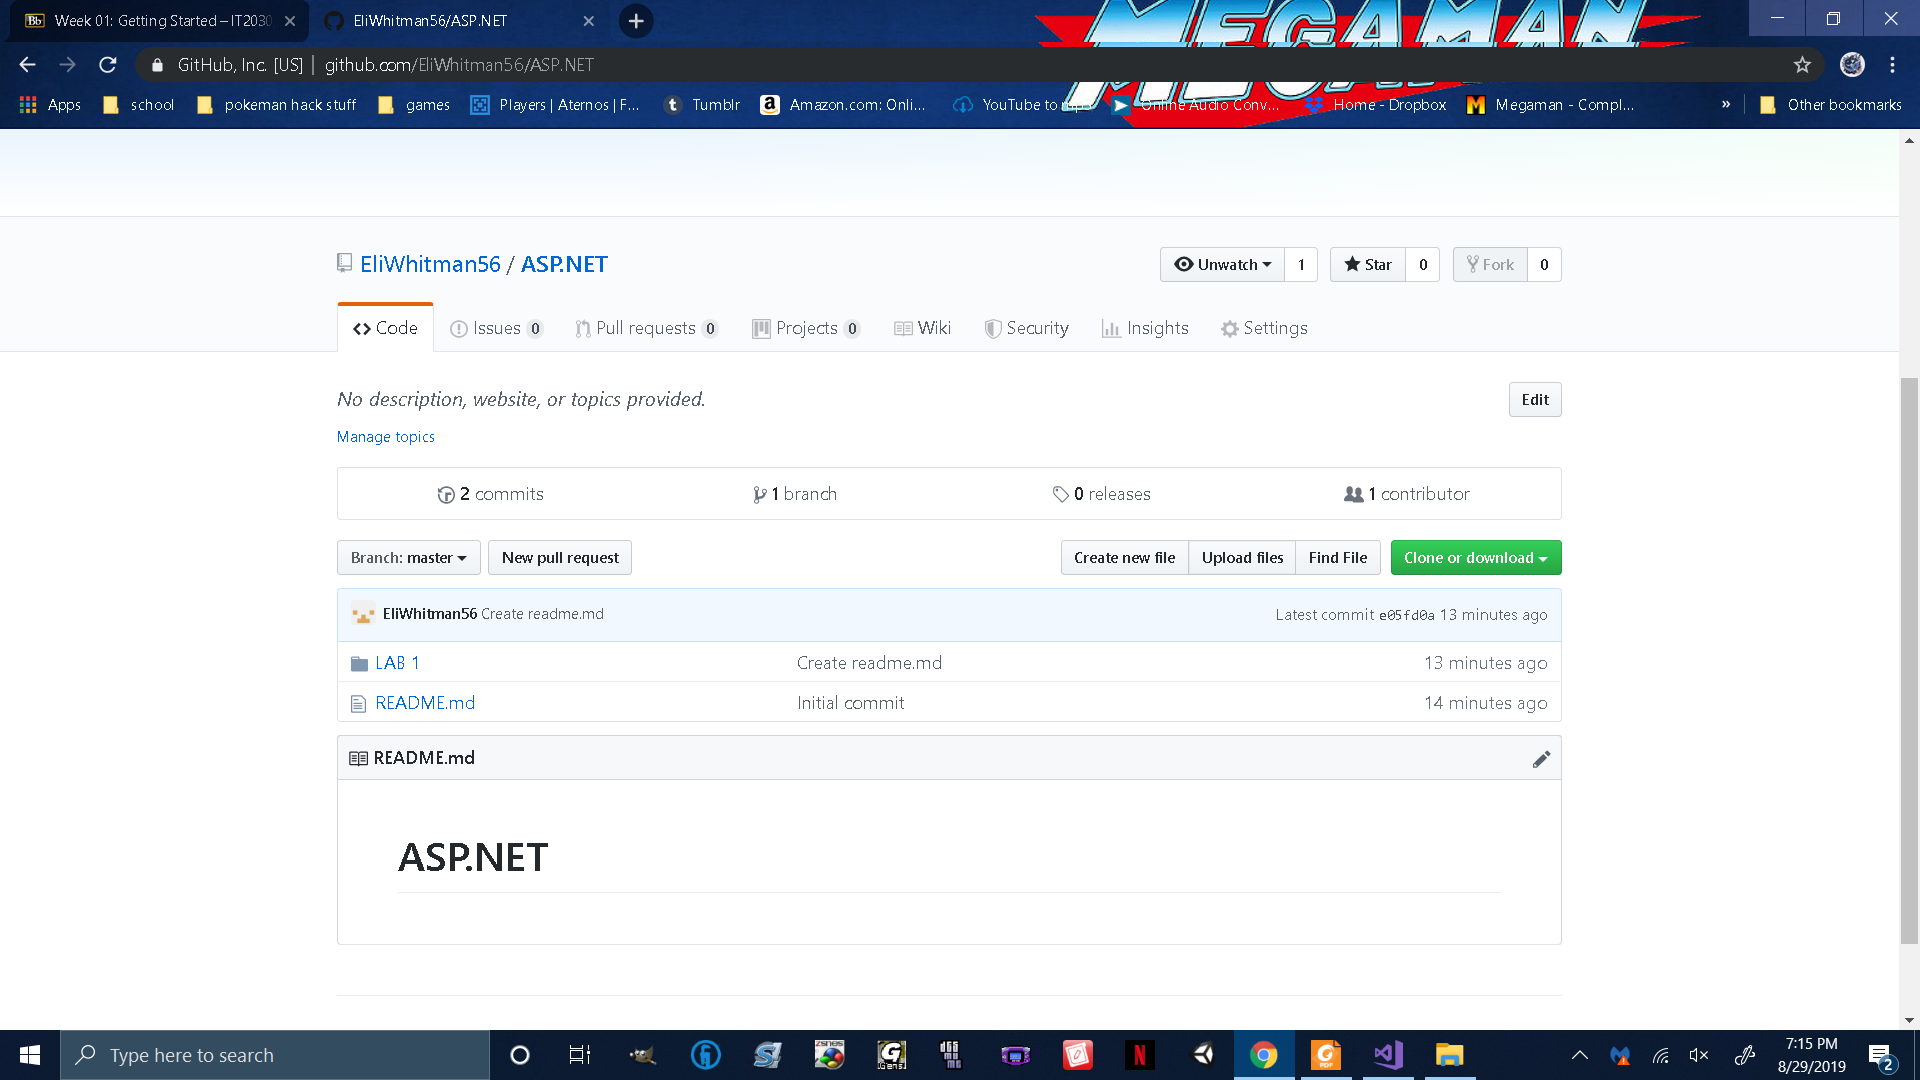 Week 01: Getting Started – IT2030
EliWhitman56/ASP.NET
MEGAMAN
GitHub, Inc. [US] | github.com/EliWhitman56/ASP.NET
Apps school pokeman hack stuff games Players | Aternos | F... Tumblr Amazon.com: Onli... YouTube to mp3 Online Audio Conv... Home - Dropbox Megaman - Compl... » Other bookmarks
EliWhitman56 / ASP.NET
Unwatch 1 Star 0 Fork 0
Code Issues 0 Pull requests 0 Projects 0 Wiki Security Insights Settings
No description, website, or topics provided.
Edit
Manage topics
2 commits 1 branch 0 releases 1 contributor
Branch: master New pull request Create new file Upload files Find File Clone or download
EliWhitman56 Create readme.md Latest commit e05fd0a 13 minutes ago
LAB 1 Create readme.md 13 minutes ago
README.md Initial commit 14 minutes ago
README.md
ASP.NET
Type here to search
7:15 PM
8/29/2019
2